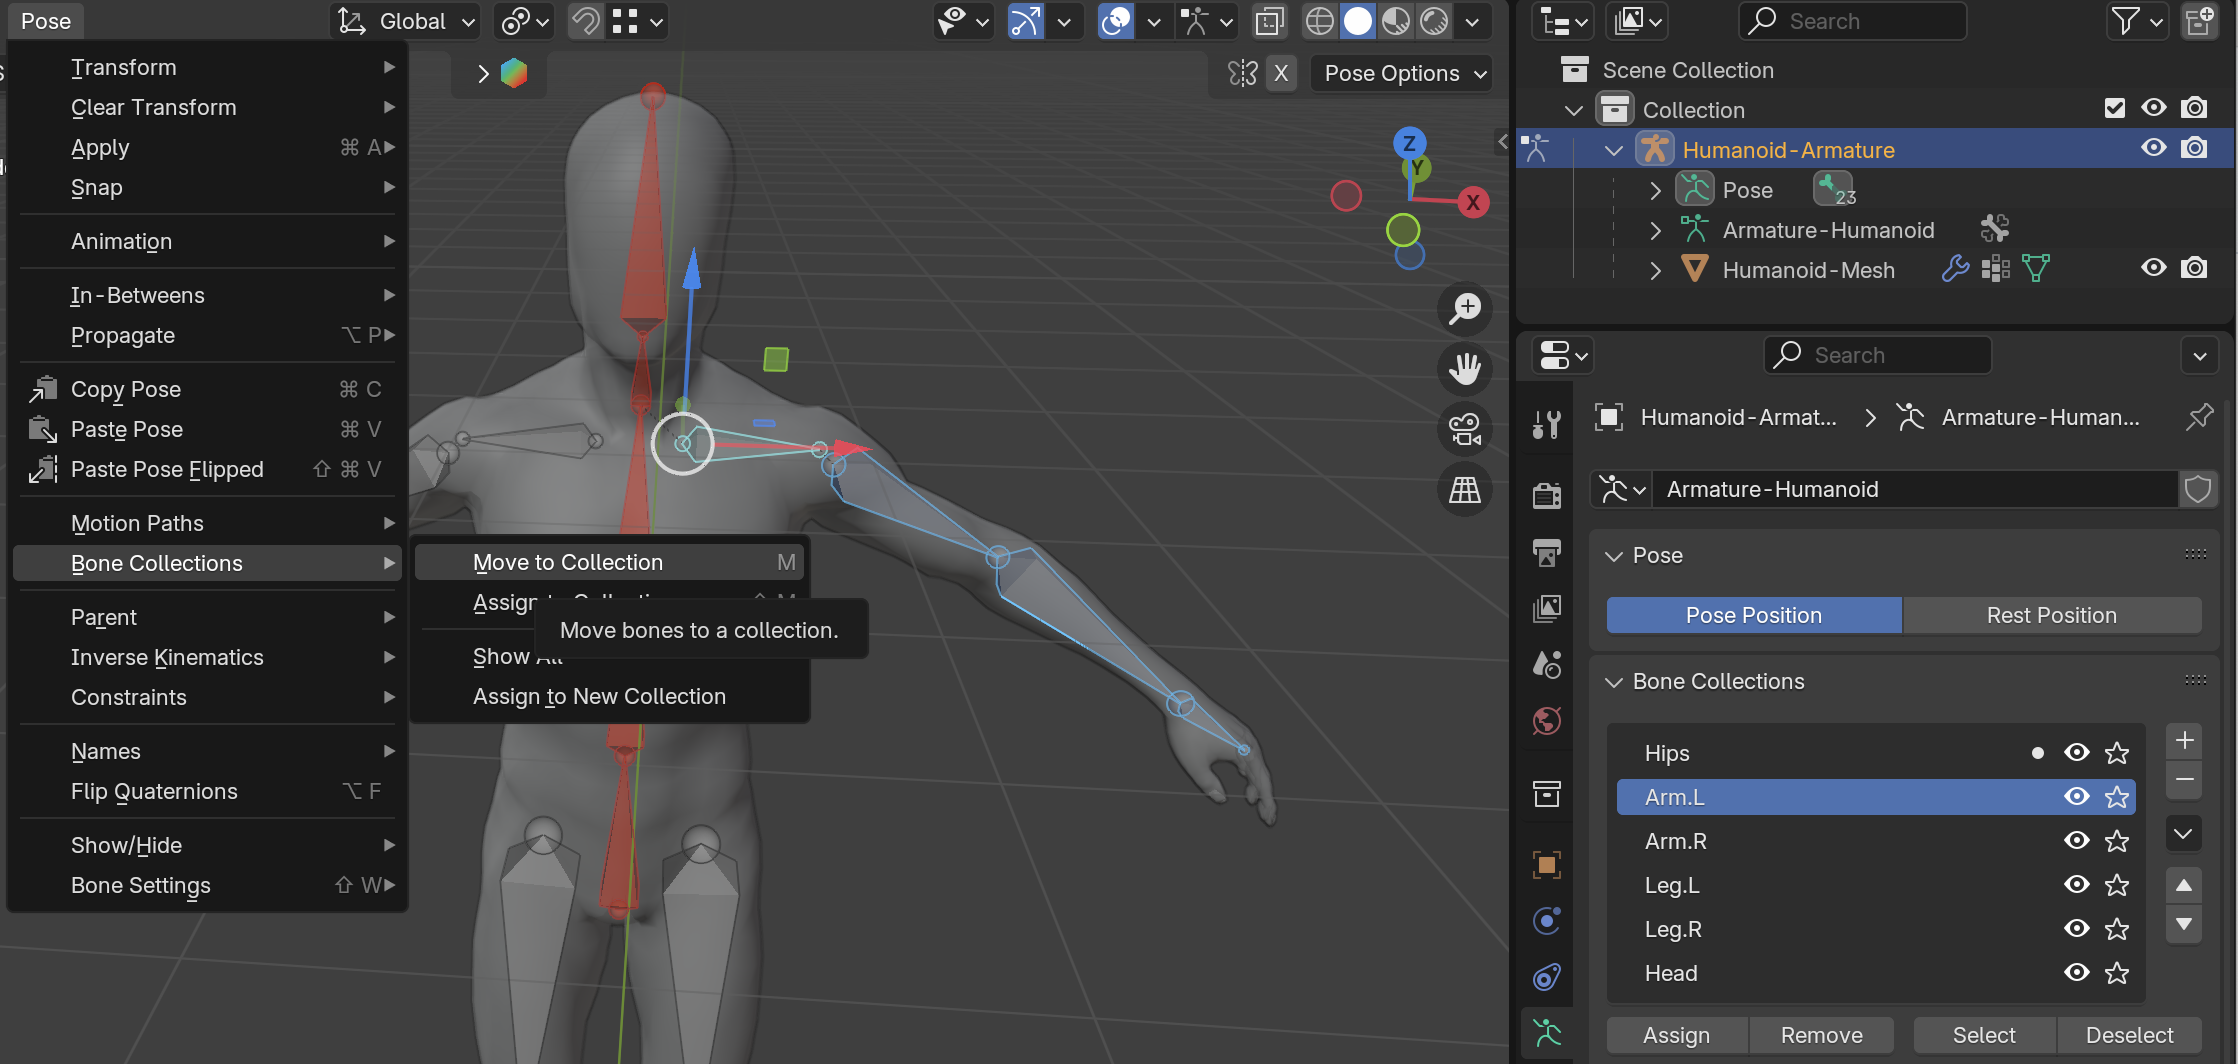 Pose
Global
X
Pose Options
Transform
Clear Transform
Apply ⌘ A
Snap
Animation
In-Betweens
Propagate ⌥ P
Copy Pose ⌘ C
Paste Pose ⌘ V
Paste Pose Flipped ⇧ ⌘ V
Motion Paths
Bone Collections
Parent
Inverse Kinematics
Constraints
Names
Flip Quaternions ⌥ F
Show/Hide
Bone Settings ⇧ W
Move to Collection M
Assign to Collection ⇧ M
Move bones to a collection.
Show All
Assign to New Collection
Z
Y
X
Search
Scene Collection
Collection
Humanoid-Armature
Pose 23
Armature-Humanoid
Humanoid-Mesh
Search
Humanoid-Armat... Armature-Human...
Armature-Humanoid
Pose
Pose Position Rest Position
Bone Collections
Hips
Arm.L
Arm.R
Leg.L
Leg.R
Head
Assign Remove Select Deselect